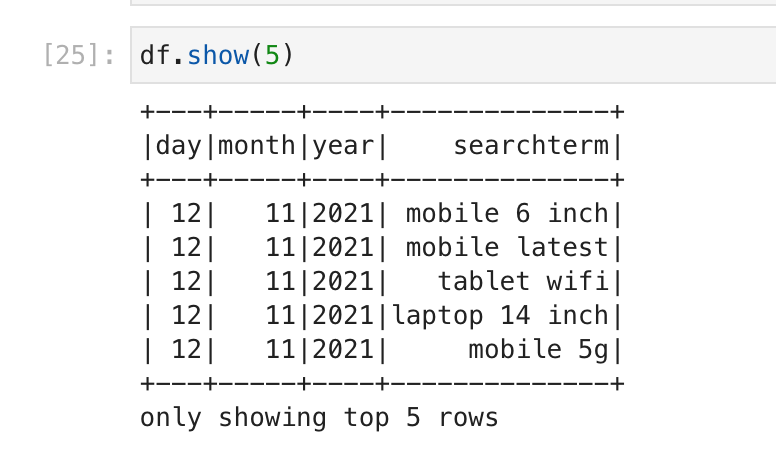 [25]: df.show(5)
+---+-----+----+--------------+
|day|month|year|    searchterm|
+---+-----+----+--------------+
| 12|   11|2021| mobile 6 inch|
| 12|   11|2021| mobile latest|
| 12|   11|2021|   tablet wifi|
| 12|   11|2021|laptop 14 inch|
| 12|   11|2021|     mobile 5g|
+---+-----+----+--------------+
only showing top 5 rows